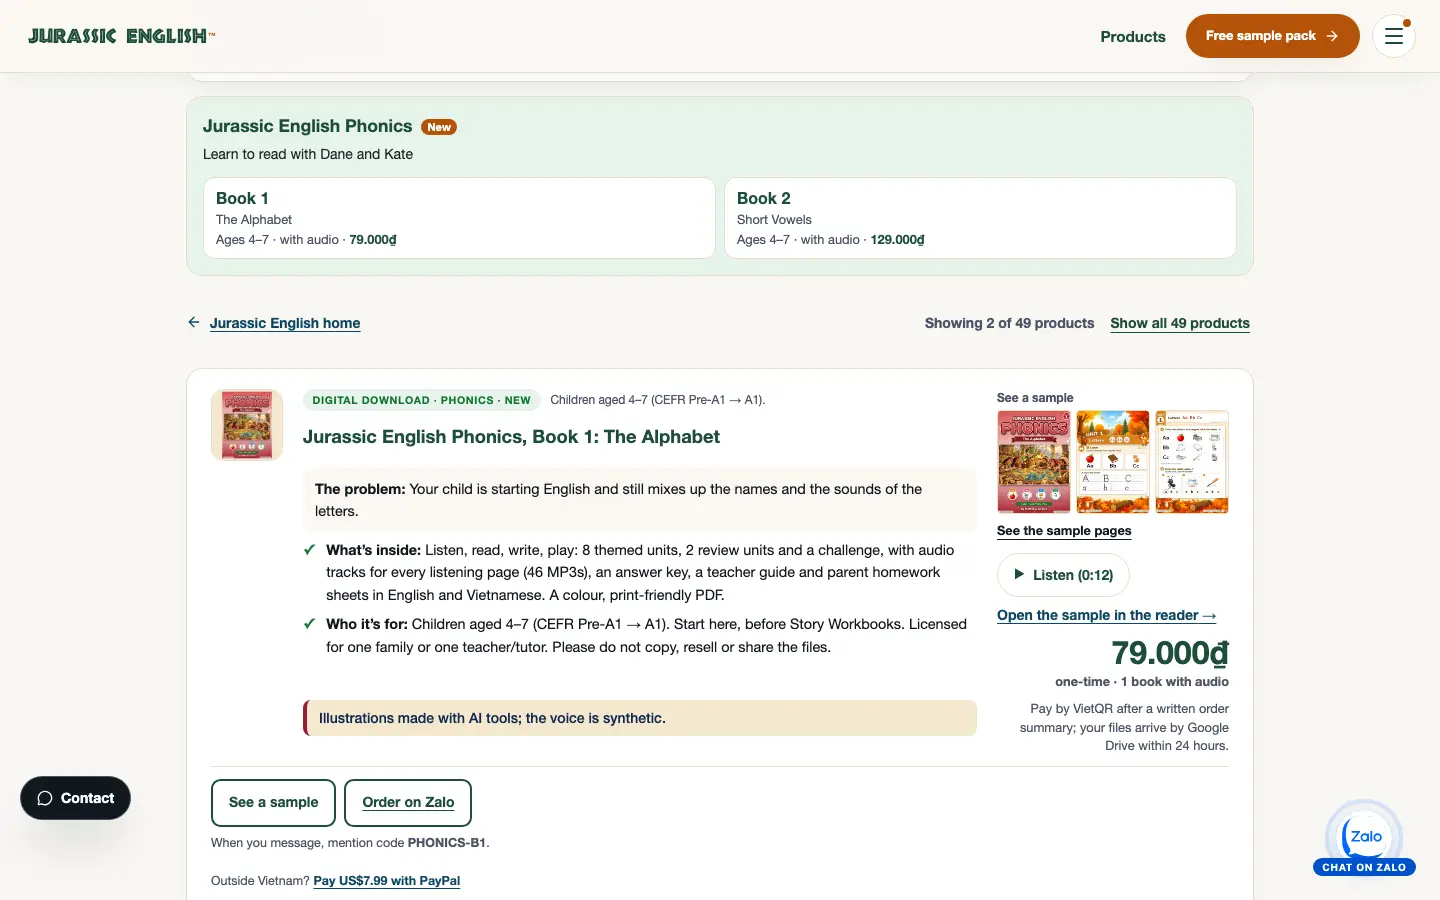 JURASSIC ENGLISH™
Products
Free sample pack →
Jurassic English Phonics New
Learn to read with Dane and Kate
Book 1
The Alphabet
Ages 4–7 · with audio · 79.000₫
Book 2
Short Vowels
Ages 4–7 · with audio · 129.000₫
← Jurassic English home
Showing 2 of 49 products Show all 49 products
DIGITAL DOWNLOAD · PHONICS · NEW Children aged 4–7 (CEFR Pre-A1 → A1).
Jurassic English Phonics, Book 1: The Alphabet
The problem: Your child is starting English and still mixes up the names and the sounds of the
letters.
✓ What’s inside: Listen, read, write, play: 8 themed units, 2 review units and a challenge, with audio
tracks for every listening page (46 MP3s), an answer key, a teacher guide and parent homework
sheets in English and Vietnamese. A colour, print-friendly PDF.
✓ Who it’s for: Children aged 4–7 (CEFR Pre-A1 → A1). Start here, before Story Workbooks. Licensed
for one family or one teacher/tutor. Please do not copy, resell or share the files.
Illustrations made with AI tools; the voice is synthetic.
See a sample
JURASSIC ENGLISH
PHONICS
The Alphabet
UNIT 1
Aa Bb Cc
Aa
Bb
Cc
See the sample pages
Listen (0:12)
Open the sample in the reader →
79.000₫
one-time · 1 book with audio
Pay by VietQR after a written order
summary; your files arrive by Google
Drive within 24 hours.
See a sample
Order on Zalo
When you message, mention code PHONICS-B1.
Outside Vietnam? Pay US$7.99 with PayPal
Contact
Zalo
CHAT ON ZALO